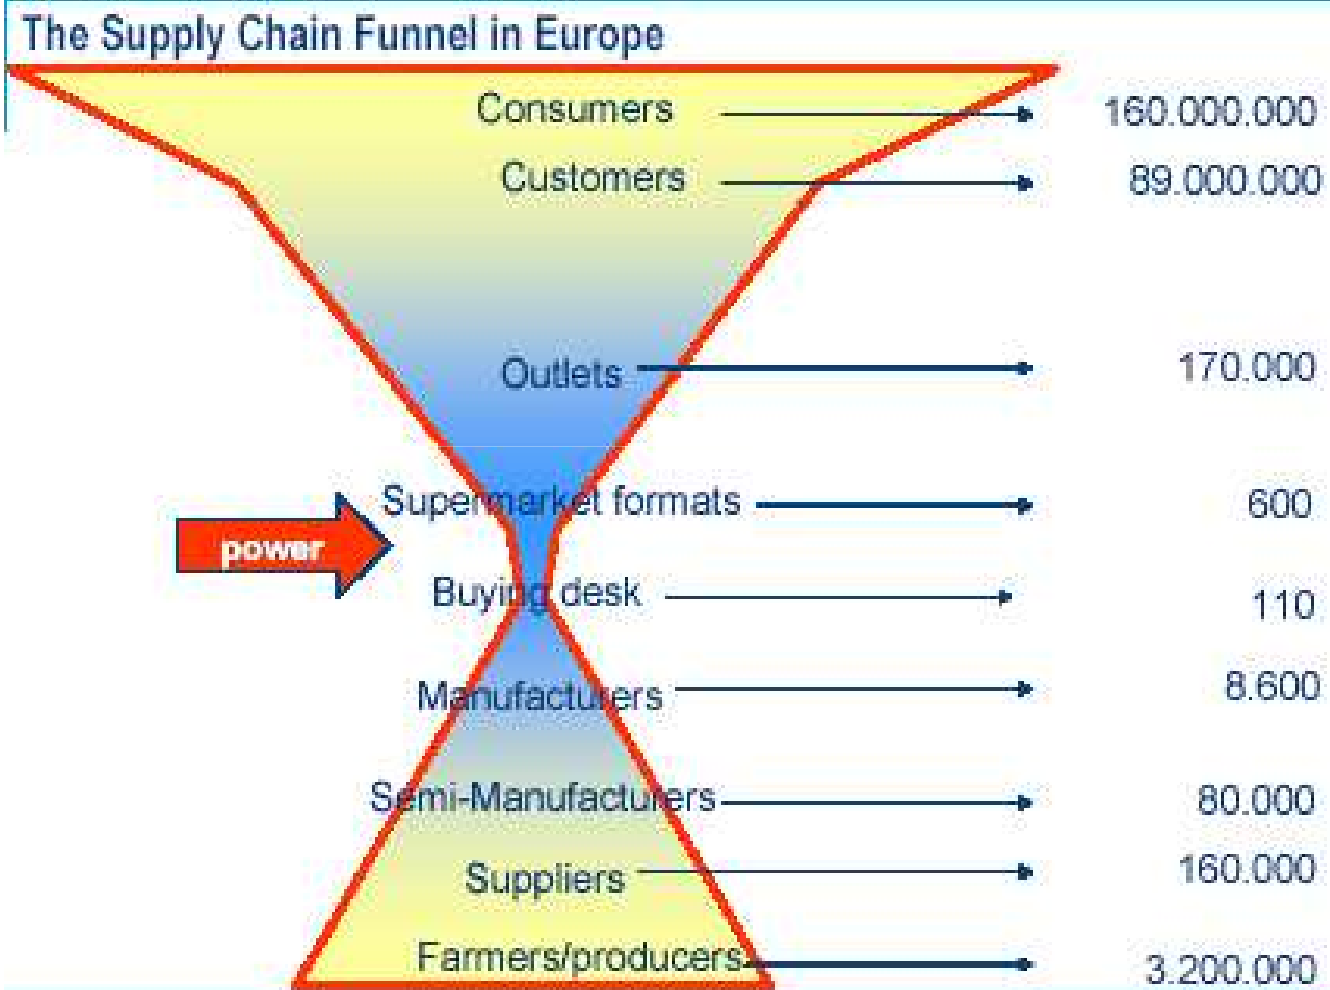 The Supply Chain Funnel in Europe
Consumers 160.000.000
Customers 89.000.000
Outlets 170.000
Supermarket formats 600
power
Buying desk 110
Manufacturers 8.600
Semi-Manufacturers 80.000
Suppliers 160.000
Farmers/producers 3.200.000